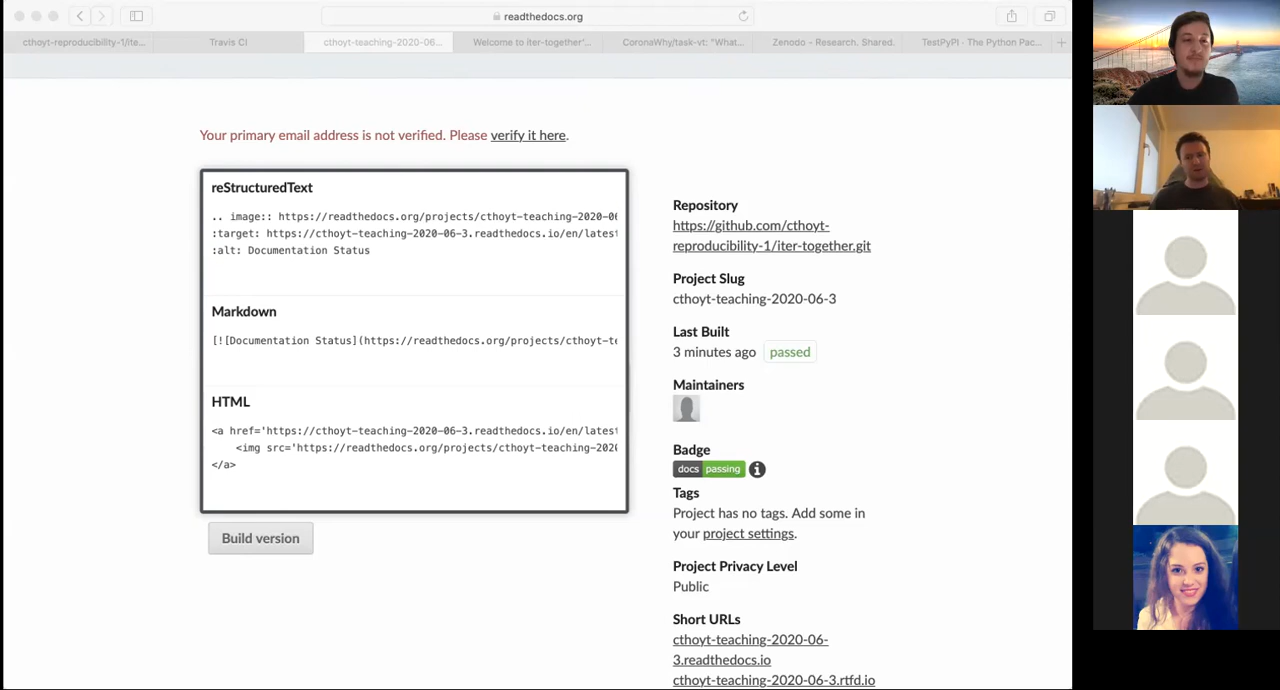 readthedocs.org
cthoyt-reproducibility-1/ite...
Travis CI
cthoyt-teaching-2020-06...
Welcome to iter-together'...
CoronaWhy/task-vt: "What...
Zenodo - Research. Shared.
TestPyPI · The Python Pac...
Your primary email address is not verified. Please verify it here.
reStructuredText
.. image:: https://readthedocs.org/projects/cthoyt-teaching-2020-06
:target: https://cthoyt-teaching-2020-06-3.readthedocs.io/en/latest
:alt: Documentation Status
Markdown
[![Documentation Status](https://readthedocs.org/projects/cthoyt-te
HTML
<a href='https://cthoyt-teaching-2020-06-3.readthedocs.io/en/latest
<img src='https://readthedocs.org/projects/cthoyt-teaching-2020
</a>
Build version
Repository
https://github.com/cthoyt-
reproducibility-1/iter-together.git
Project Slug
cthoyt-teaching-2020-06-3
Last Built
3 minutes ago passed
Maintainers
Badge
docs passing
Tags
Project has no tags. Add some in
your project settings.
Project Privacy Level
Public
Short URLs
cthoyt-teaching-2020-06-
3.readthedocs.io
cthoyt-teaching-2020-06-3.rtfd.io